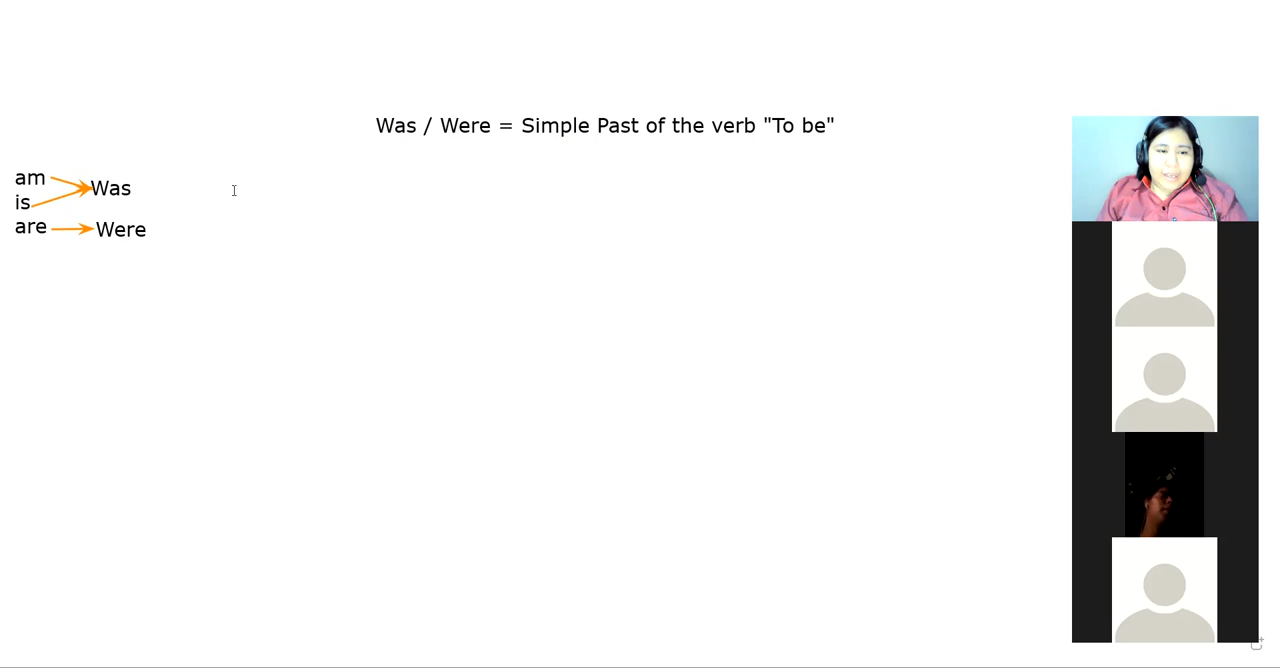 Was / Were = Simple Past of the verb "To be"
am
is
are
Was
Were